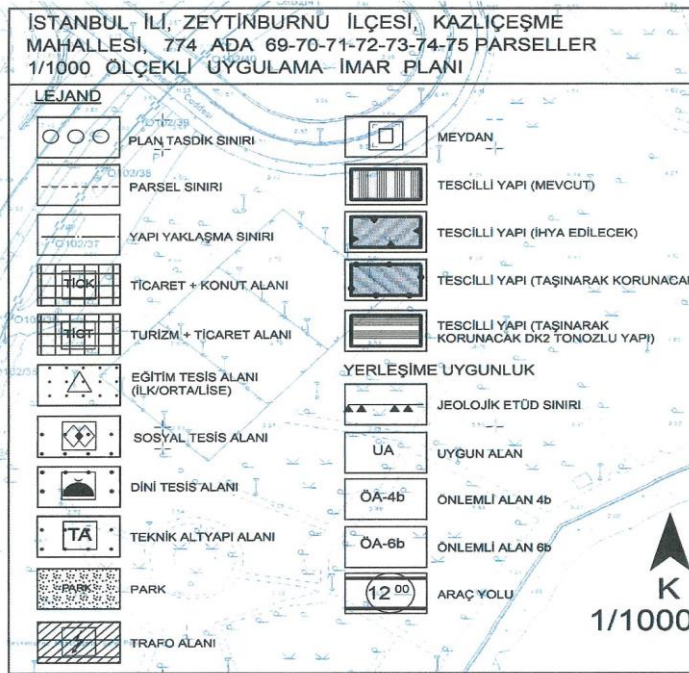 İSTANBUL İLİ, ZEYTİNBURNU İLÇESİ, KAZLIÇEŞME
MAHALLESİ, 774 ADA 69-70-71-72-73-74-75 PARSELLER
1/1000 ÖLÇEKLİ UYGULAMA İMAR PLANI
LEJAND
PLAN TASDİK SINIRI
PARSEL SINIRI
YAPI YAKLAŞMA SINIRI
TİCK
TİCARET + KONUT ALANI
TİCT
TURİZM + TİCARET ALANI
EĞİTİM TESİS ALANI
(İLK/ORTA/LİSE)
SOSYAL TESİS ALANI
DİNİ TESİS ALANI
TA
TEKNİK ALTYAPI ALANI
PARK
PARK
TRAFO ALANI
MEYDAN
TESCİLLİ YAPI (MEVCUT)
TESCİLLİ YAPI (İHYA EDİLECEK)
TESCİLLİ YAPI (TAŞINARAK KORUNACAK
TESCİLLİ YAPI (TAŞINARAK
KORUNACAK DK2 TONOZLU YAPI)
YERLEŞİME UYGUNLUK
JEOLOJİK ETÜD SINIRI
UA
UYGUN ALAN
ÖA-4b
ÖNLEMLİ ALAN 4b
ÖA-6b
ÖNLEMLİ ALAN 6b
12 00
ARAÇ YOLU
K
1/1000